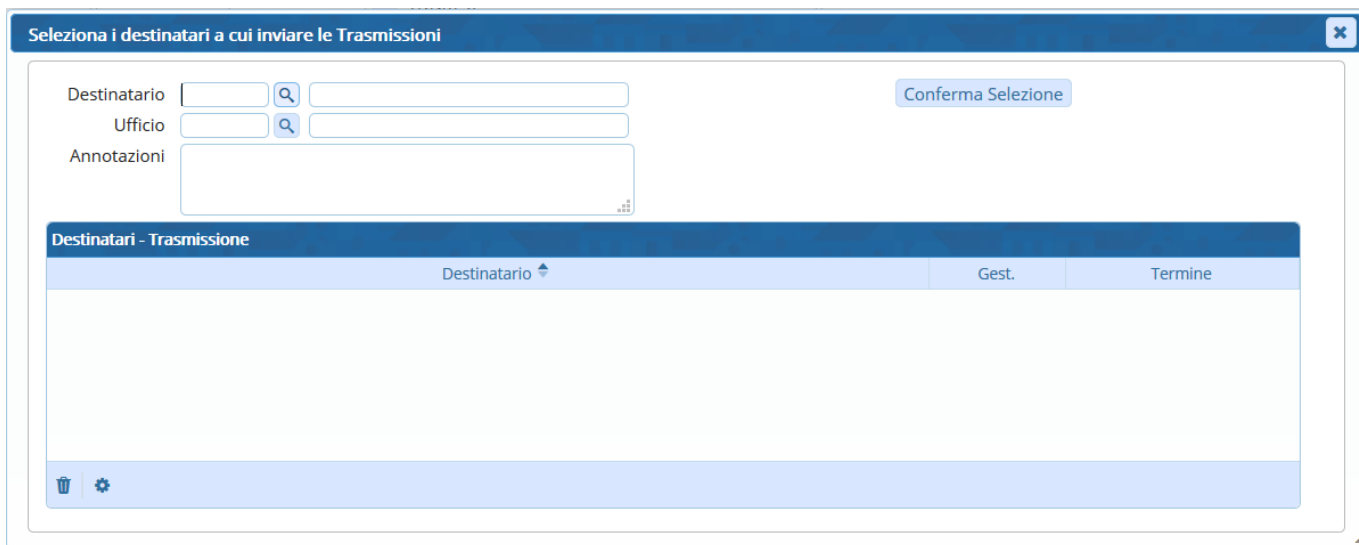 Seleziona i destinatari a cui inviare le Trasmissioni
Destinatario
Conferma Selezione
Ufficio
Annotazioni
Destinatari - Trasmissione
Destinatario Gest. Termine